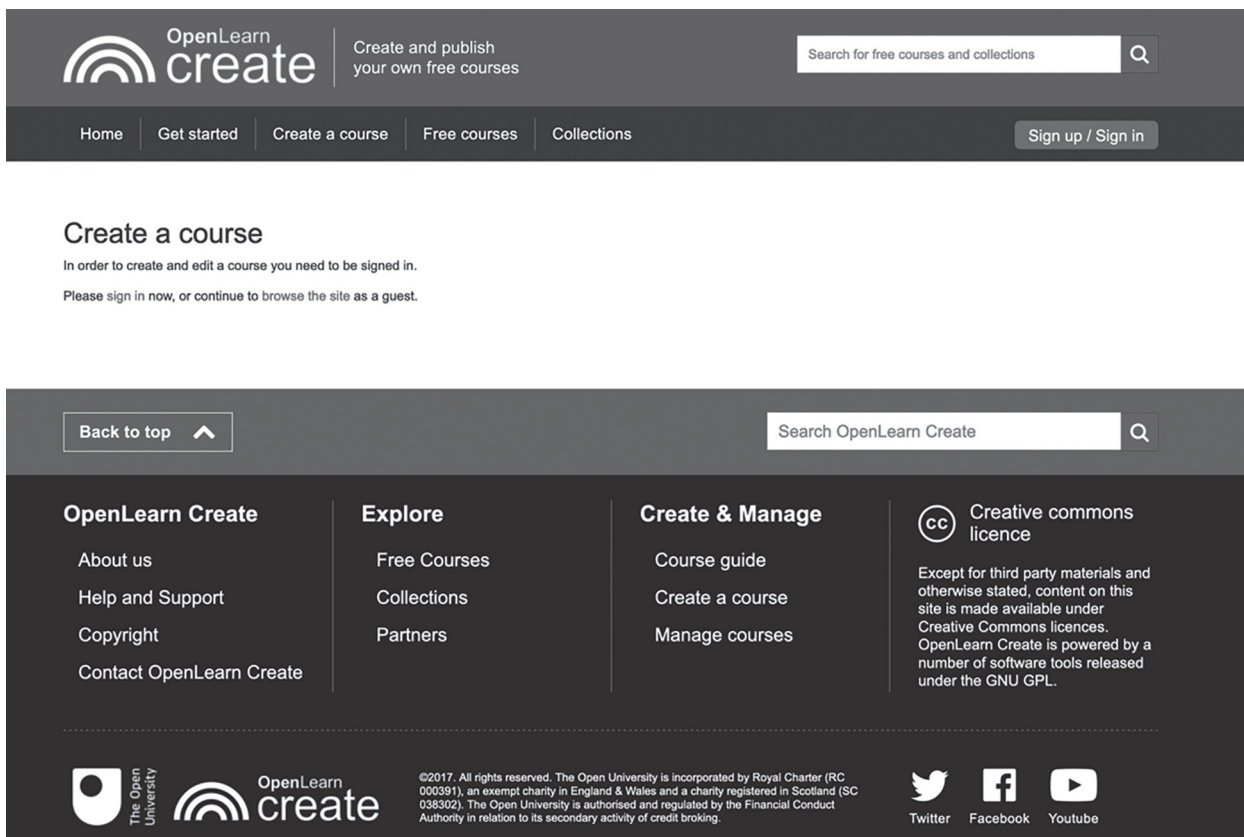 OpenLearn
create
Create and publish
your own free courses
Search for free courses and collections
Home
Get started
Create a course
Free courses
Collections
Sign up / Sign in
Create a course
In order to create and edit a course you need to be signed in.
Please sign in now, or continue to browse the site as a guest.
Back to top
Search OpenLearn Create
OpenLearn Create
About us
Help and Support
Copyright
Contact OpenLearn Create
Explore
Free Courses
Collections
Partners
Create & Manage
Course guide
Create a course
Manage courses
cc
Creative commons
licence
Except for third party materials and
otherwise stated, content on this
site is made available under
Creative Commons licences.
OpenLearn Create is powered by a
number of software tools released
under the GNU GPL.
The Open
University
OpenLearn
create
©2017. All rights reserved. The Open University is incorporated by Royal Charter (RC
000391), an exempt charity in England & Wales and a charity registered in Scotland (SC
038302). The Open University is authorised and regulated by the Financial Conduct
Authority in relation to its secondary activity of credit broking.
Twitter
Facebook
Youtube